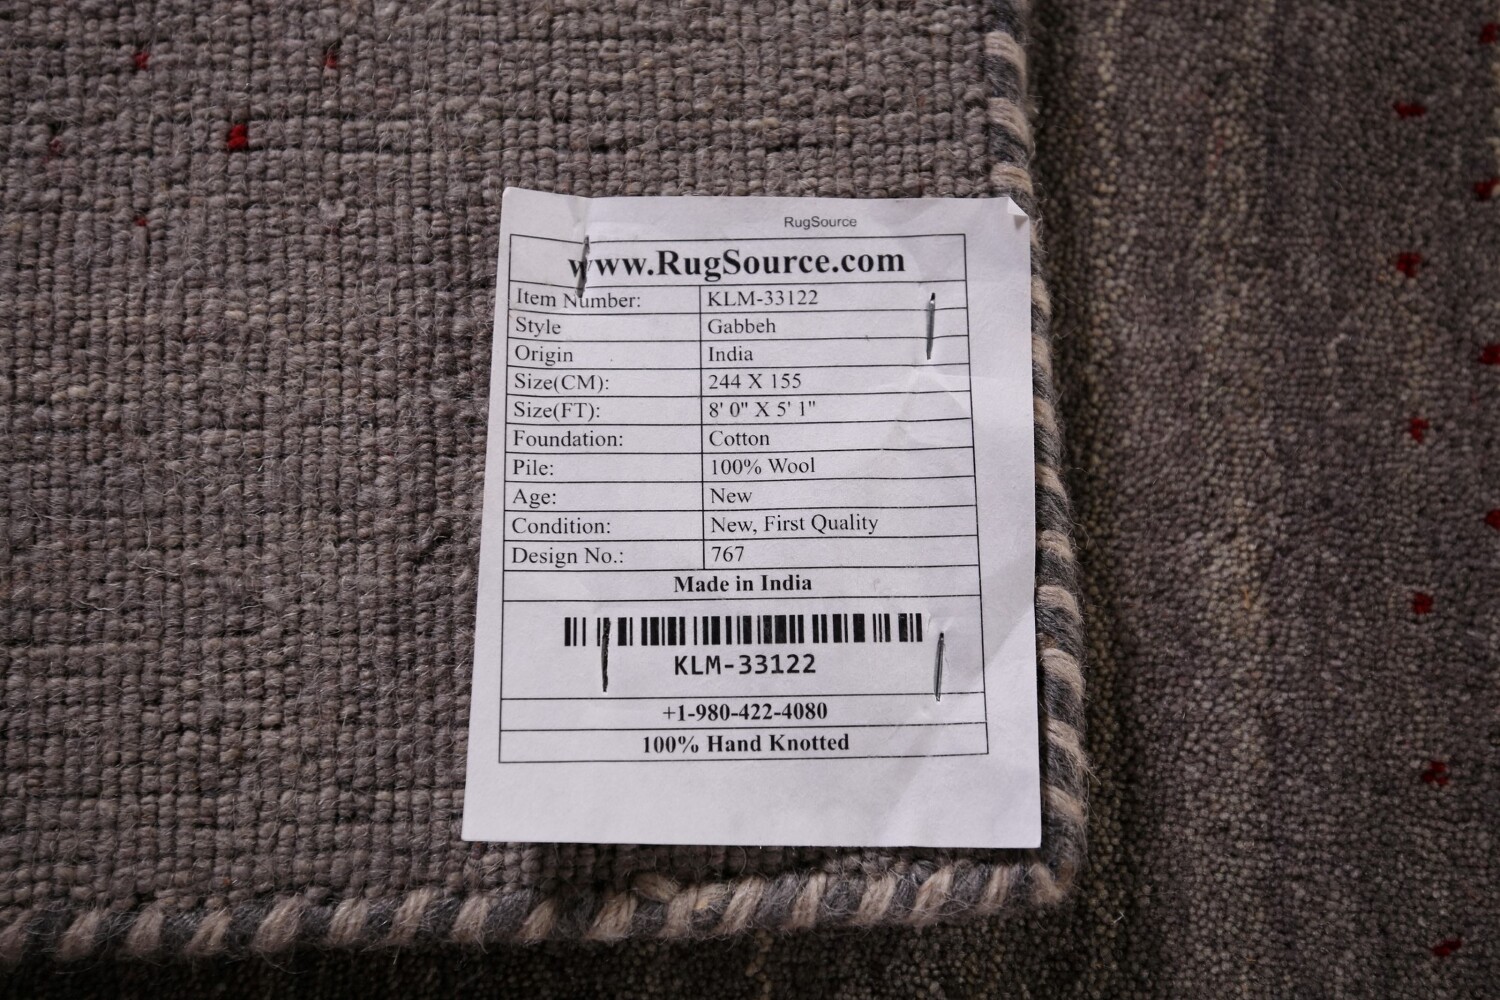 RugSource
www.RugSource.com
Item Number: KLM-33122
Style Gabbeh
Origin India
Size(CM): 244 X 155
Size(FT): 8' 0" X 5' 1"
Foundation: Cotton
Pile: 100% Wool
Age: New
Condition: New, First Quality
Design No.: 767
Made in India
KLM-33122
+1-980-422-4080
100% Hand Knotted